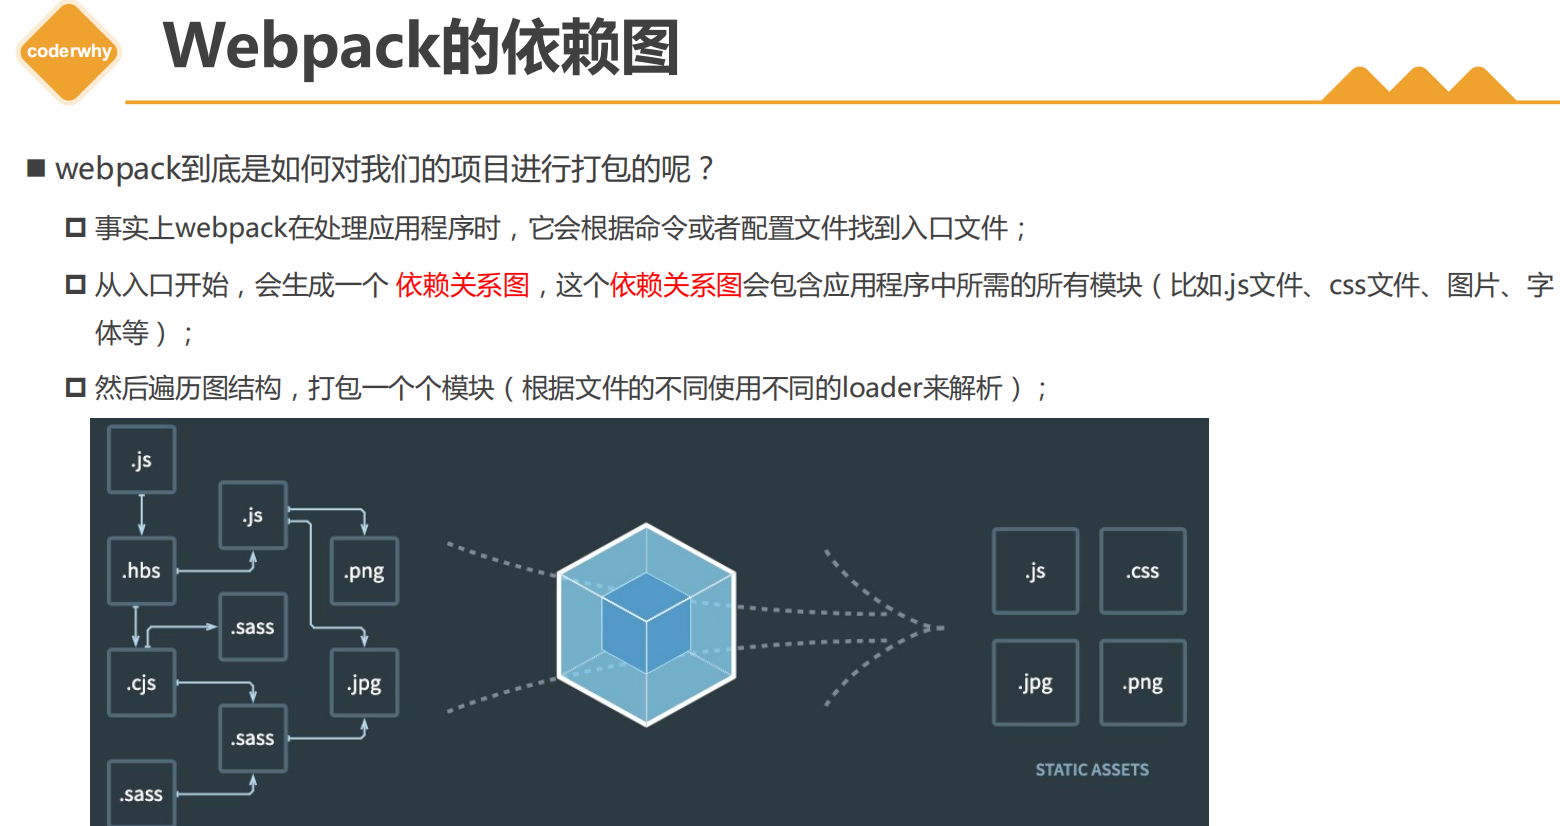 coderwhy
Webpack的依赖图
webpack到底是如何对我们的项目进行打包的呢？
事实上webpack在处理应用程序时，它会根据命令或者配置文件找到入口文件；
从入口开始，会生成一个 依赖关系图，这个依赖关系图会包含应用程序中所需的所有模块（比如.js文件、css文件、图片、字
体等）；
然后遍历图结构，打包一个个模块（根据文件的不同使用不同的loader来解析）；
.js
.js
.hbs
.png
.sass
.cjs
.jpg
.sass
.sass
.js
.css
.jpg
.png
STATIC ASSETS